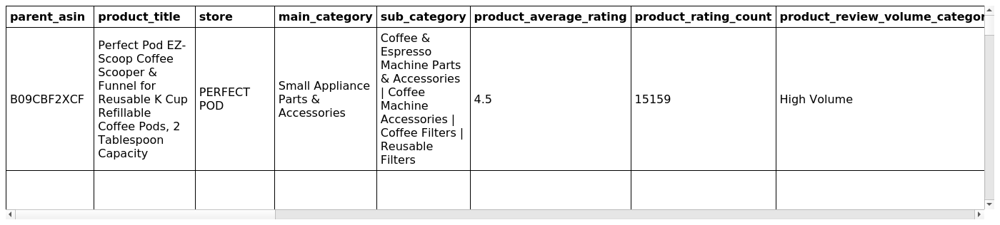 parent_asin product_title store main_category sub_category product_average_rating product_rating_count product_review_volume_categor
B09CBF2XCF
Perfect Pod EZ-
Scoop Coffee
Scooper &
Funnel for
Reusable K Cup
Refillable
Coffee Pods, 2
Tablespoon
Capacity
PERFECT
POD
Small Appliance
Parts &
Accessories
Coffee &
Espresso
Machine Parts
& Accessories
| Coffee
Machine
Accessories |
Coffee Filters |
Reusable
Filters
4.5
15159
High Volume